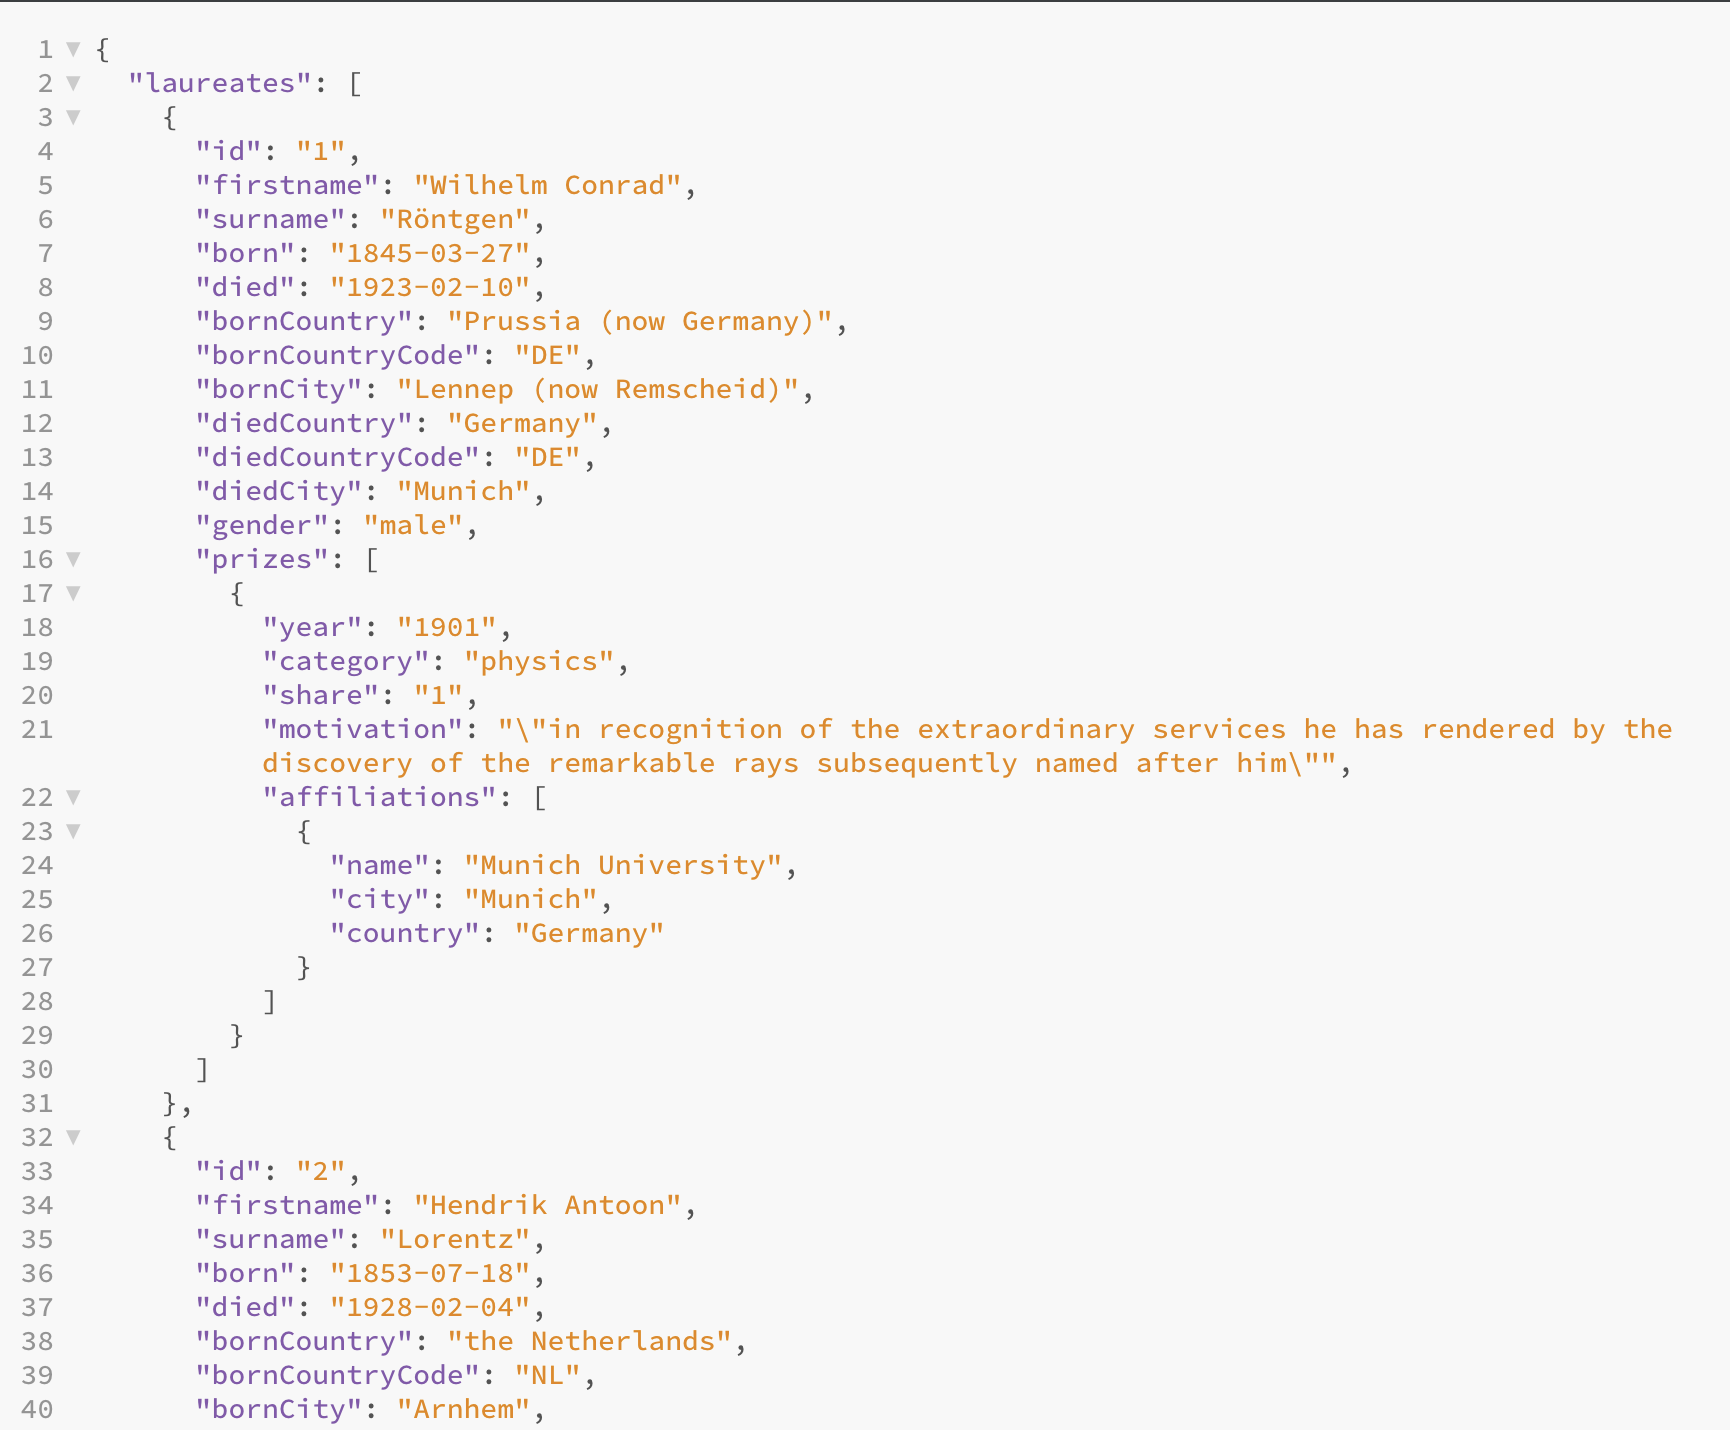 1 ▼ {
2 ▼   "laureates": [
3 ▼     {
4         "id": "1",
5         "firstname": "Wilhelm Conrad",
6         "surname": "Röntgen",
7         "born": "1845-03-27",
8         "died": "1923-02-10",
9         "bornCountry": "Prussia (now Germany)",
10        "bornCountryCode": "DE",
11        "bornCity": "Lennep (now Remscheid)",
12        "diedCountry": "Germany",
13        "diedCountryCode": "DE",
14        "diedCity": "Munich",
15        "gender": "male",
16 ▼      "prizes": [
17 ▼        {
18            "year": "1901",
19            "category": "physics",
20            "share": "1",
21            "motivation": "\"in recognition of the extraordinary services he has rendered by the
              discovery of the remarkable rays subsequently named after him\"",
22 ▼          "affiliations": [
23 ▼            {
24                "name": "Munich University",
25                "city": "Munich",
26                "country": "Germany"
27              }
28            ]
29          }
30        ]
31      },
32 ▼    {
33        "id": "2",
34        "firstname": "Hendrik Antoon",
35        "surname": "Lorentz",
36        "born": "1853-07-18",
37        "died": "1928-02-04",
38        "bornCountry": "the Netherlands",
39        "bornCountryCode": "NL",
40        "bornCity": "Arnhem",